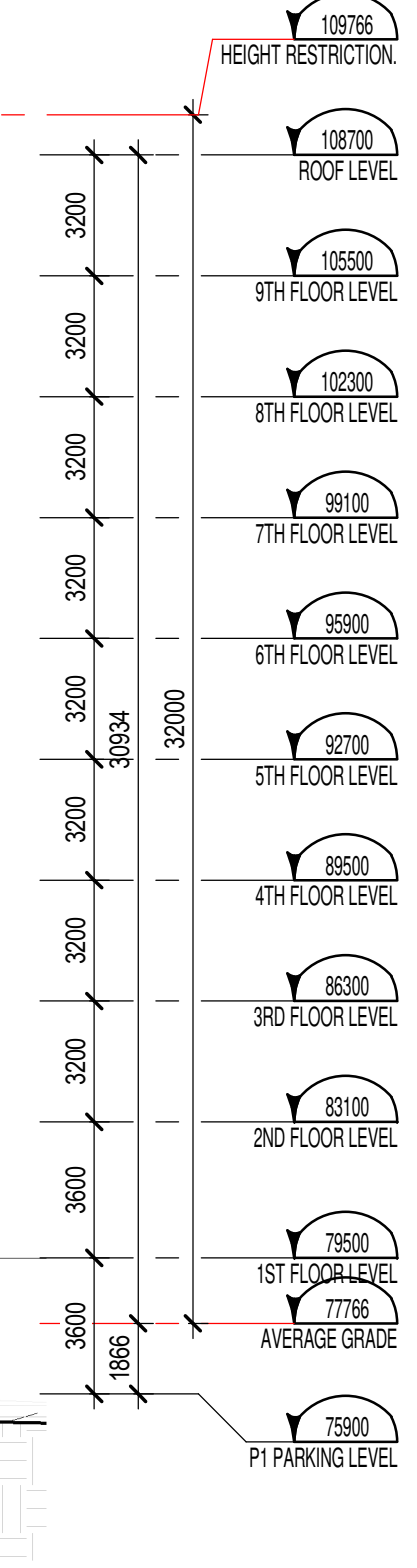 109766
HEIGHT RESTRICTION.
108700
ROOF LEVEL
3200
105500
9TH FLOOR LEVEL
3200
102300
8TH FLOOR LEVEL
3200
99100
7TH FLOOR LEVEL
3200
95900
6TH FLOOR LEVEL
3200
30934
32000
92700
5TH FLOOR LEVEL
3200
89500
4TH FLOOR LEVEL
3200
86300
3RD FLOOR LEVEL
3200
83100
2ND FLOOR LEVEL
3600
79500
1ST FLOOR LEVEL
77766
AVERAGE GRADE
3600
1866
75900
P1 PARKING LEVEL